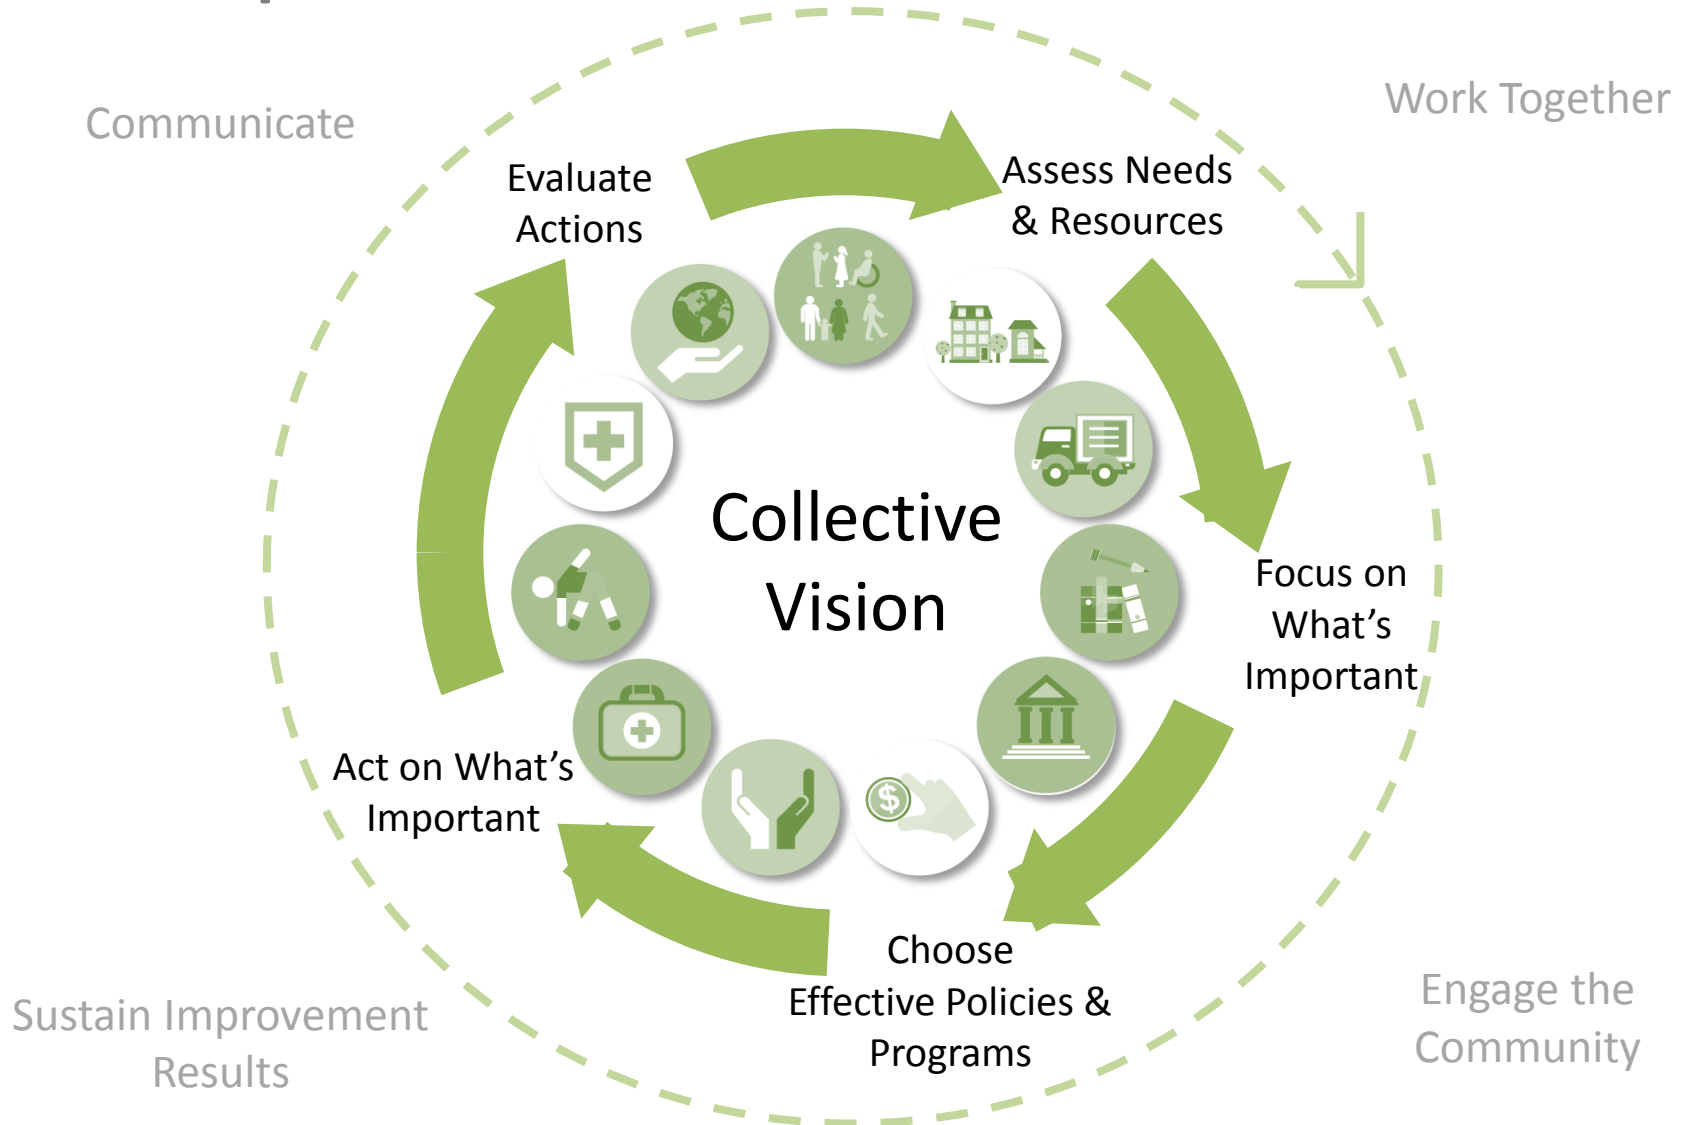 Communicate
Work Together
Evaluate
Actions
Assess Needs
& Resources
Collective
Vision
Focus on
What’s
Important
Act on What’s
Important
$
Choose
Effective Policies &
Programs
Sustain Improvement
Results
Engage the
Community